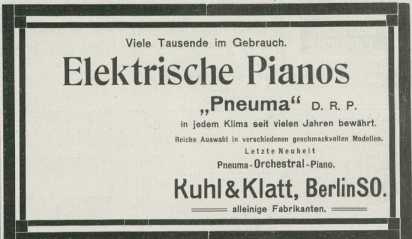 Viele Tausende im Gebrauch.
Elektrische Pianos
„Pneuma“ D. R. P.
in jedem Klima seit vielen Jahren bewährt.
Reiche Auswahl in verschiedenen geschmackvollen Modellen.
Letzte Neuheit
Pneuma-Orchestral-Piano.
Kuhl & Klatt, Berlin SO.
alleinige Fabrikanten.